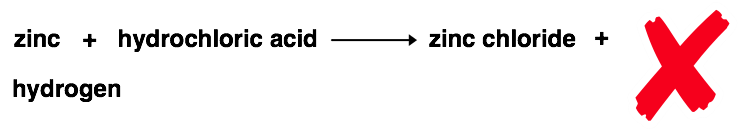 zinc + hydrochloric acid ⟶ zinc chloride +
hydrogen